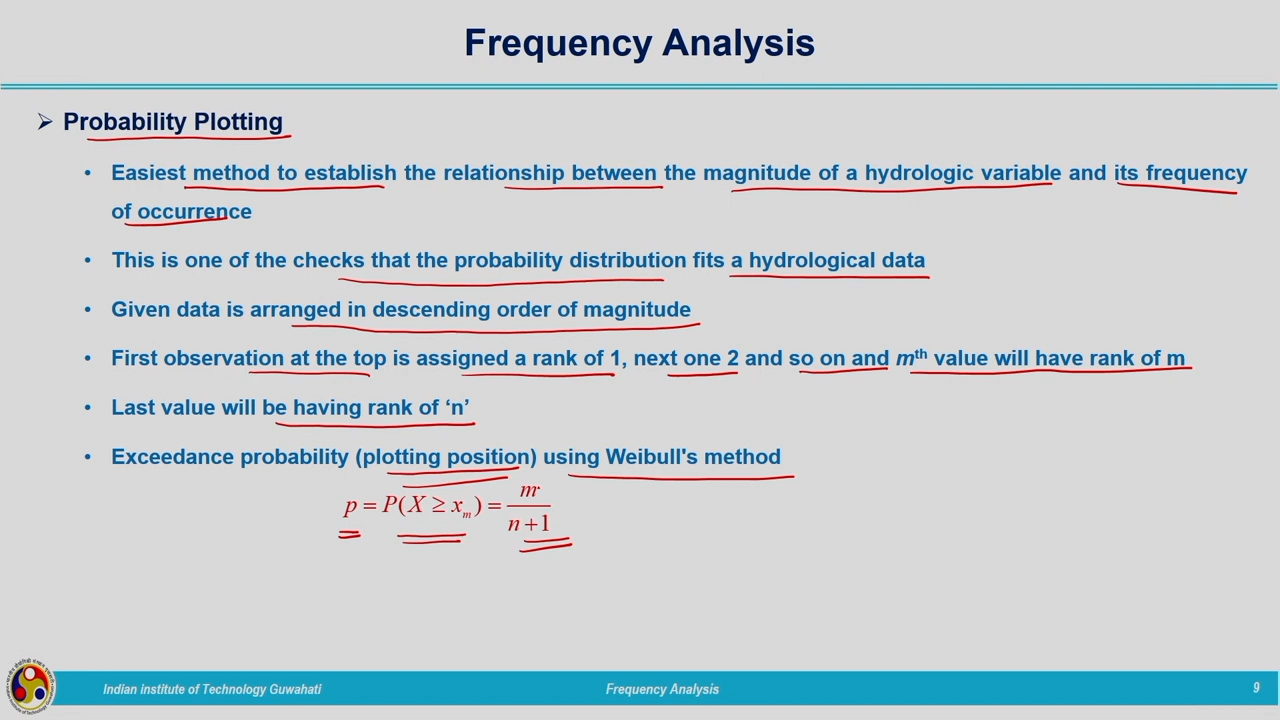 Frequency Analysis
➢ Probability Plotting
• Easiest method to establish the relationship between the magnitude of a hydrologic variable and its frequency
of occurrence
• This is one of the checks that the probability distribution fits a hydrological data
• Given data is arranged in descending order of magnitude
• First observation at the top is assigned a rank of 1, next one 2 and so on and mth value will have rank of m
• Last value will be having rank of ‘n’
• Exceedance probability (plotting position) using Weibull's method
p = P(X ≥ x_m) = m/(n+1)
Indian institute of Technology Guwahati Frequency Analysis 9